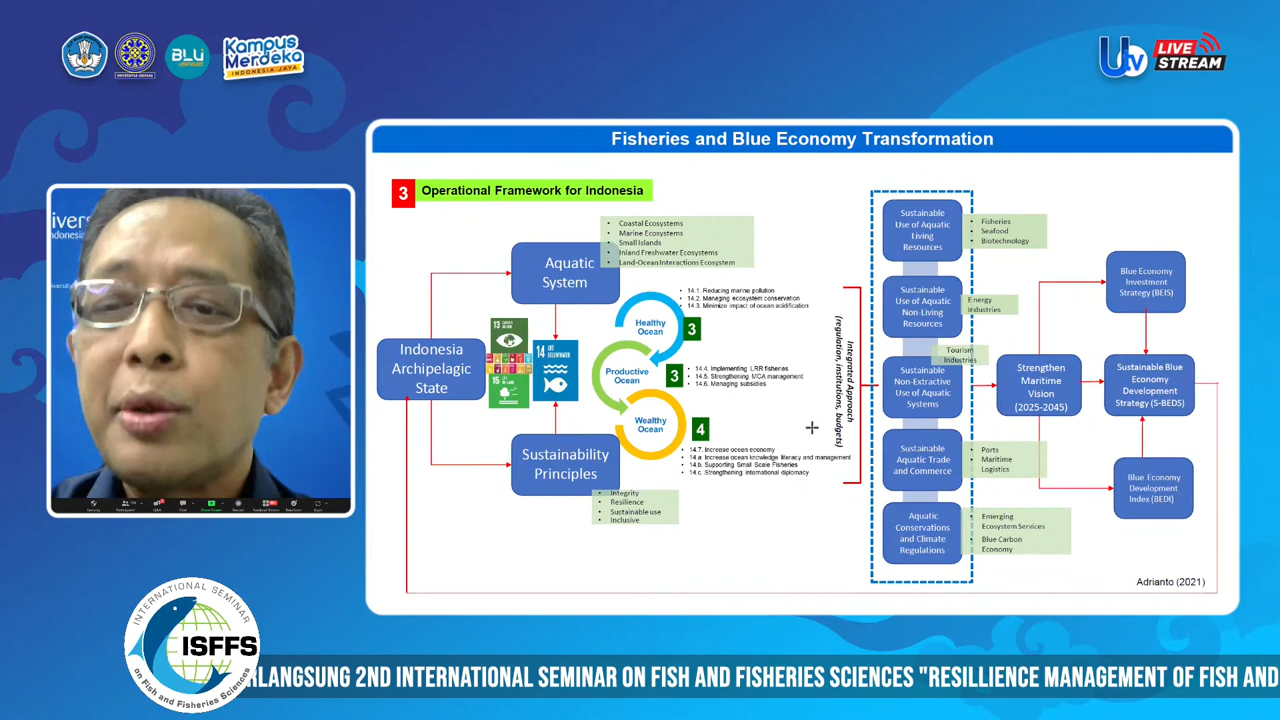 BLU
Kampus
Merdeka
INDONESIA JAYA
UNIVERSITAS UDAYANA
Utv
LIVE
STREAM
Fisheries and Blue Economy Transformation
3 Operational Framework for Indonesia
Indonesia
Archipelagic
State
Aquatic
System
• Coastal Ecosystems
• Marine Ecosystems
• Small Islands
• Inland Freshwater Ecosystems
• Land-Ocean Interactions Ecosystem
13
14 LIFE BELOW WATER
15
Sustainability
Principles
• Integrity
• Resilience
• Sustainable use
• Inclusive
Healthy
Ocean
3
• 14.1. Reducing marine pollution
• 14.2. Managing ecosystem conservation
• 14.3. Minimize impact of ocean acidification
Productive
Ocean
3
• 14.4. Implementing LRR fisheries
• 14.5. Strengthening MCA management
• 14.6. Managing subsidies
Wealthy
Ocean
4
• 14.7. Increase ocean economy
• 14.a Increase ocean knowledge literacy and management
• 14.b. Supporting Small Scale Fisheries
• 14.c. Strengthening international diplomacy
Integrated Approach
(regulation, institutions, budgets)
Sustainable
Use of Aquatic
Living
Resources
• Fisheries
• Seafood
• Biotechnology
Sustainable
Use of Aquatic
Non-Living
Resources
Energy
Industries
Tourism
Industries
Sustainable
Non-Extractive
Use of Aquatic
Systems
Sustainable
Aquatic Trade
and Commerce
• Ports
• Maritime
Logistics
Aquatic
Conservations
and Climate
Regulations
• Emerging
Ecosystem Services
• Blue Carbon
Economy
Strengthen
Maritime
Vision
(2025-2045)
Blue Economy
Investment
Strategy (BEIS)
Sustainable Blue
Economy
Development
Strategy (S-BEDS)
Blue Economy
Development
Index (BEDI)
Adrianto (2021)
INTERNATIONAL SEMINAR
ISFFS
on Fish and Fisheries Sciences
RLANGSUNG 2ND INTERNATIONAL SEMINAR ON FISH AND FISHERIES SCIENCES "RESILLIENCE MANAGEMENT OF FISH AND